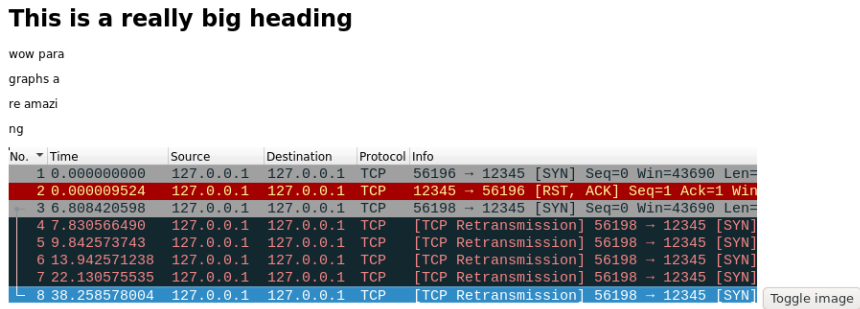 This is a really big heading
wow para
graphs a
re amazi
ng
No. Time Source Destination Protocol Info
1 0.000000000 127.0.0.1 127.0.0.1 TCP 56196 → 12345 [SYN] Seq=0 Win=43690 Len=
2 0.000009524 127.0.0.1 127.0.0.1 TCP 12345 → 56196 [RST, ACK] Seq=1 Ack=1 Win
3 6.808420598 127.0.0.1 127.0.0.1 TCP 56198 → 12345 [SYN] Seq=0 Win=43690 Len=
4 7.830566490 127.0.0.1 127.0.0.1 TCP [TCP Retransmission] 56198 → 12345 [SYN]
5 9.842573743 127.0.0.1 127.0.0.1 TCP [TCP Retransmission] 56198 → 12345 [SYN]
6 13.942571238 127.0.0.1 127.0.0.1 TCP [TCP Retransmission] 56198 → 12345 [SYN]
7 22.130575535 127.0.0.1 127.0.0.1 TCP [TCP Retransmission] 56198 → 12345 [SYN]
8 38.258578004 127.0.0.1 127.0.0.1 TCP [TCP Retransmission] 56198 → 12345 [SYN]
Toggle image